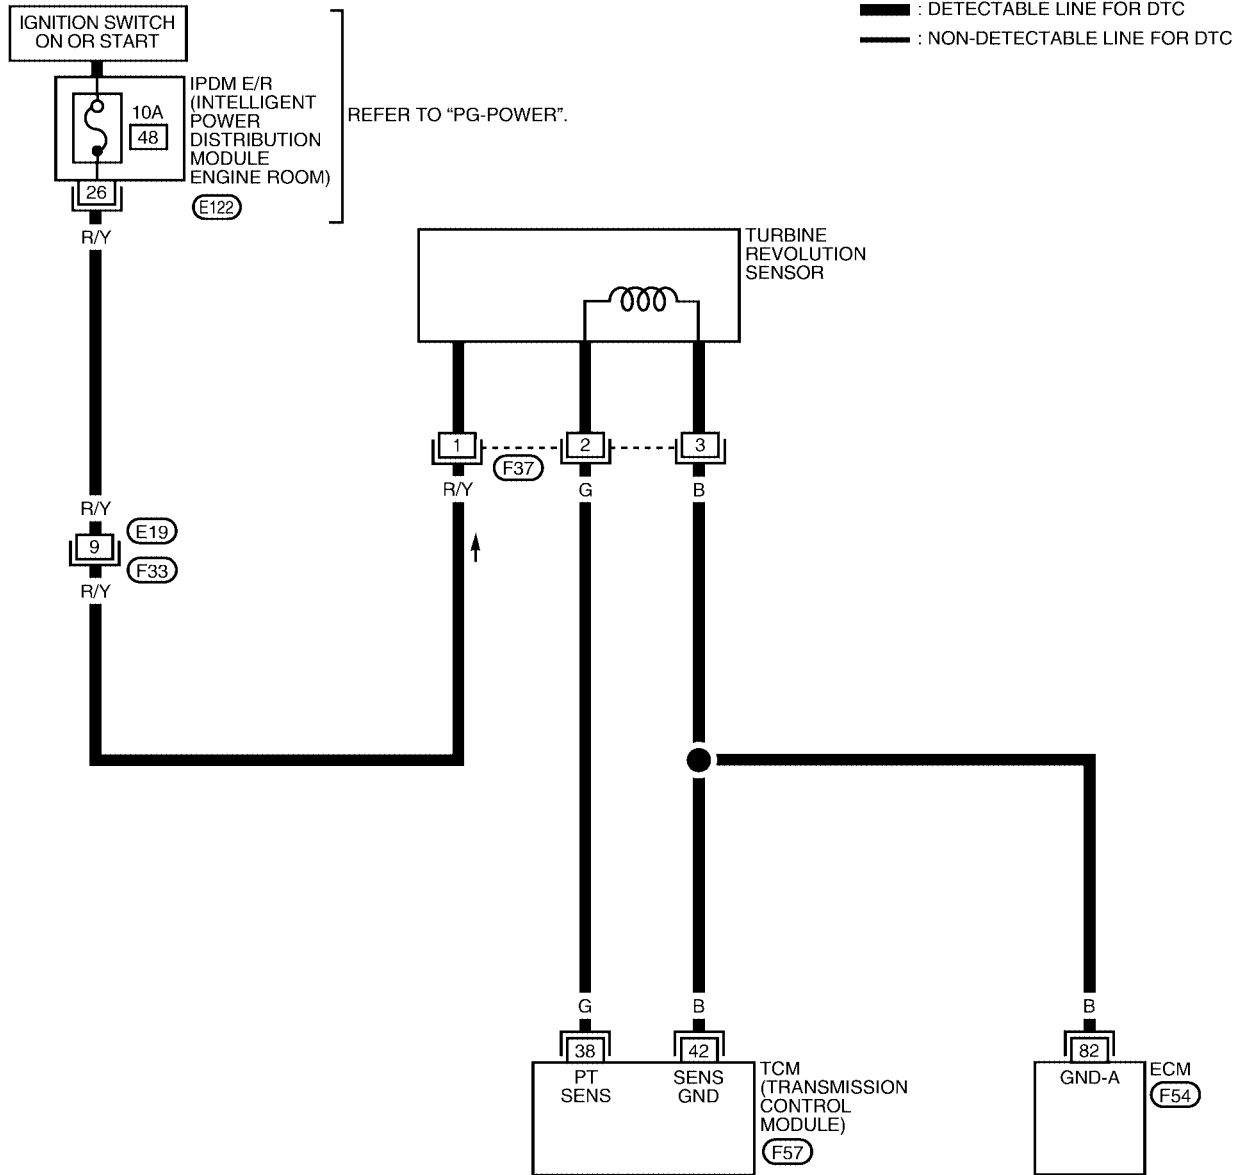 IGNITION SWITCH
ON OR START
: DETECTABLE LINE FOR DTC
: NON-DETECTABLE LINE FOR DTC
IPDM E/R
(INTELLIGENT
POWER
DISTRIBUTION
MODULE
ENGINE ROOM)
10A
48
REFER TO “PG-POWER”.
26
E122
R/Y
TURBINE
REVOLUTION
SENSOR
1
2
3
F37
R/Y
G
B
R/Y
E19
9
F33
R/Y
G
B
B
38
42
82
PT
SENS
SENS
GND
TCM
(TRANSMISSION
CONTROL
MODULE)
F57
GND-A
ECM
F54